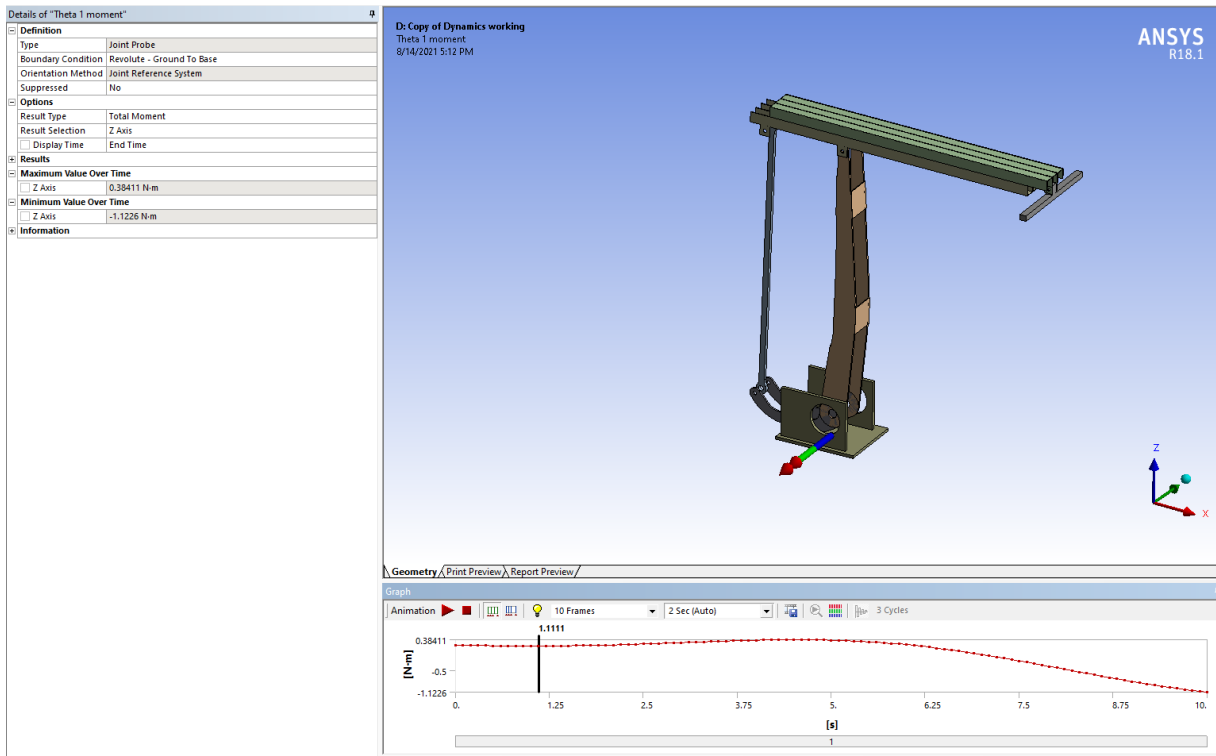 Details of "Theta 1 moment"
Definition
Type Joint Probe
Boundary Condition Revolute - Ground To Base
Orientation Method Joint Reference System
Suppressed No
Options
Result Type Total Moment
Result Selection Z Axis
Display Time End Time
Results
Maximum Value Over Time
Z Axis 0.38411 N·m
Minimum Value Over Time
Z Axis -1.1226 N·m
Information
D: Copy of Dynamics working
Theta 1 moment
8/14/2021 5:12 PM
ANSYS
R18.1
Z
X
Geometry Print Preview Report Preview
Graph
Animation 10 Frames 2 Sec (Auto) 3 Cycles
1.1111
0.38411
-0.5
-1.1226
[N·m]
0. 1.25 2.5 3.75 5. 6.25 7.5 8.75 10.
[s]
1